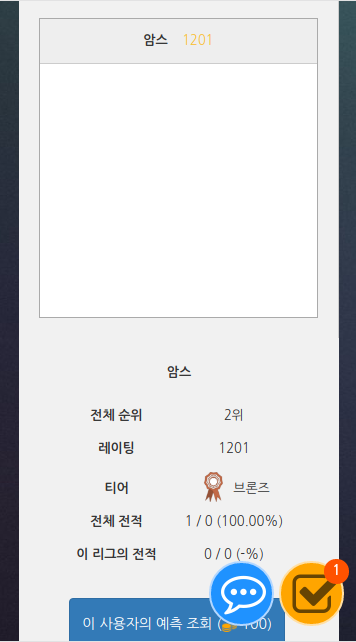 암스 1201
암스
전체 순위 2위
레이팅 1201
티어 브론즈
전체 전적 1 / 0 (100.00%)
이 리그의 전적 0 / 0 (-%)
1
이 사용자의 예측 조회 ( 100)